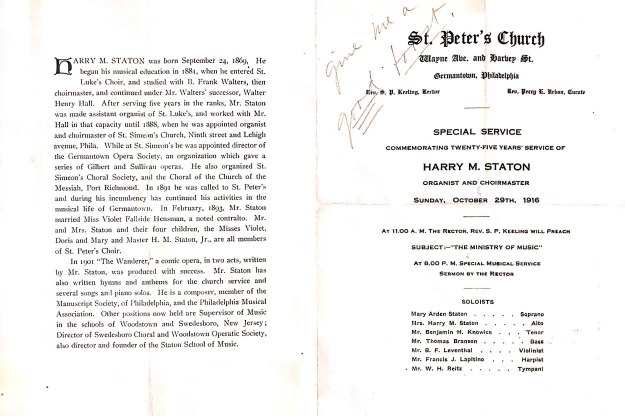 HARRY M. STATON was born September 24, 1869. He
began his musical education in 1881, when he entered St.
Luke's Choir, and studied with B. Frank Walters, then
choirmaster, and continued under Mr. Walters' successor, Walter
Henry Hall. After serving five years in the ranks, Mr. Staton
was made assistant organist of St. Luke's, and worked with Mr.
Hall in that capacity until 1888, when he was appointed organist
and choirmaster of St. Simeon's Church, Ninth street and Lehigh
avenue, Phila. While at St. Simeon's he was appointed director
of the Germantown Opera Society, an organization which gave a
series of Gilbert and Sullivan operas. He also organized St.
Simeon's Choral Society, and the Choral of the Church of the
Messiah, Port Richmond. In 1891 he was called to St. Peter's
and during his incumbency has continued his activities in the
musical life of Germantown. In February, 1893, Mr. Staton
married Miss Violet Fallside Hensman, a noted contralto. Mr.
and Mrs. Staton and their four children, the Misses Violet,
Doris and Mary and Master H. M. Staton, Jr., are all members
of St. Peter's Choir.
In 1901 "The Wanderer," a comic opera, in two acts, written
by Mr. Staton, was produced with success. Mr. Staton has
also written hymns and anthems for the church service and
several songs and piano solos. He is a composer, member of the
Manuscript Society, of Philadelphia, and the Philadelphia Musical
Association. Other positions now held are Supervisor of Music
in the schools of Woodstown and Swedesboro, New Jersey;
Director of Swedesboro Choral and Woodstown Operatic Society,
also director and founder of the Staton School of Music.
give me a
good
St. Peter's Church
Wayne Ave. and Harvey St.
Germantown, Philadelphia
Rev. S. P. Keeling, Rector Rev. Percy R. Curate
SPECIAL SERVICE
COMMEMORATING TWENTY-FIVE YEARS' SERVICE OF
HARRY M. STATON
ORGANIST AND CHOIRMASTER
SUNDAY, OCTOBER 29TH, 1916
AT 11.00 A. M. THE RECTOR, REV. S. P. KEELING WILL PREACH
SUBJECT:-"THE MINISTRY OF MUSIC"
AT 8.00 P. M. SPECIAL MUSICAL SERVICE
SERMON BY THE RECTOR
SOLOISTS
Mary Arden Staton . . . . . Soprano
Mrs. Harry M. Staton . . . . . Alto
Mr. Benjamin H. Knowles . . . Tenor
Mr. Thomas Branson . . . . Bass
Mr. B. F. Leventhal . . . . Violinist
Mr. Francis J. Lapitino . . . . Harpist
Mr. W. H. Reitz . . . . . Tympani